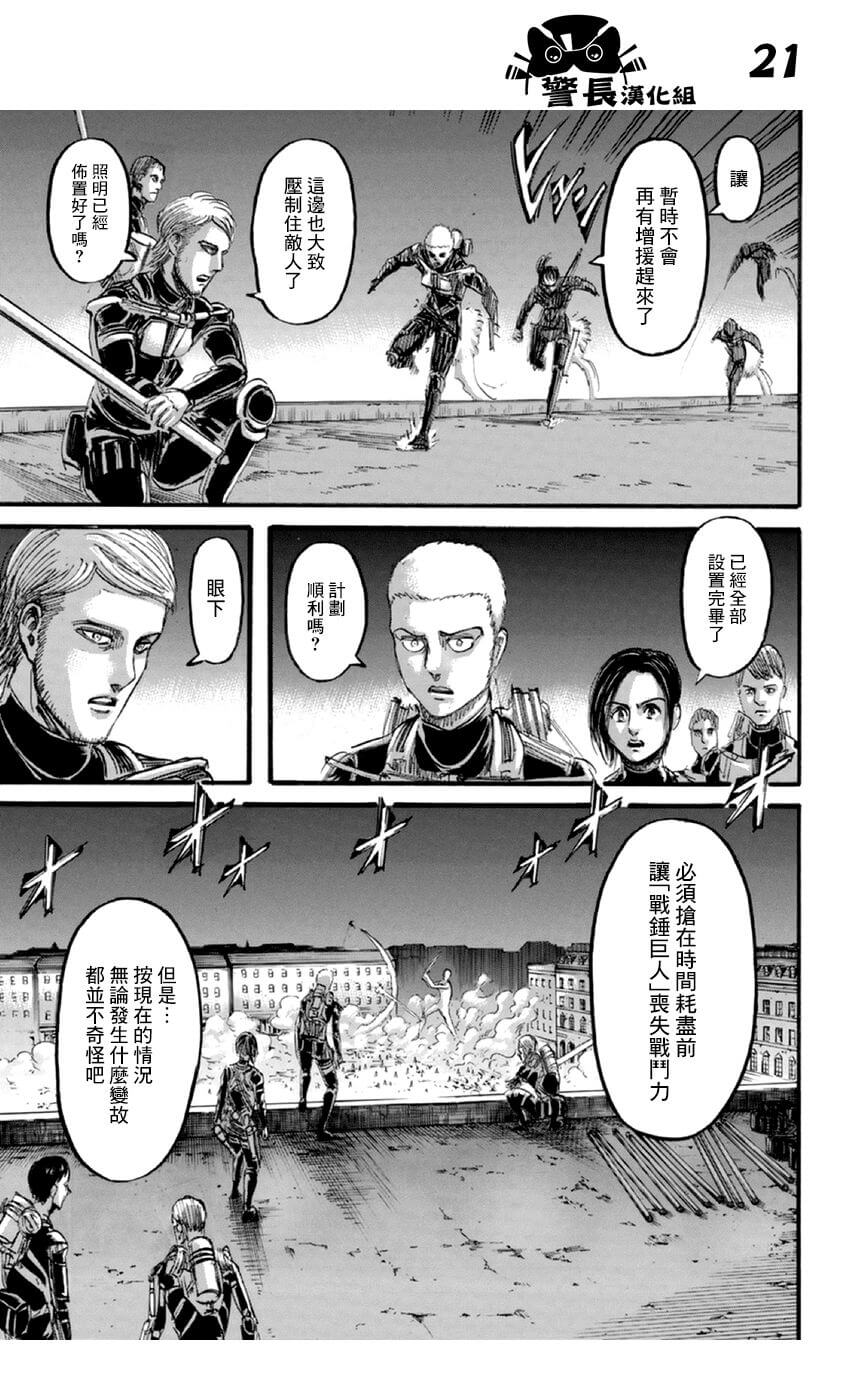 警長漢化組
21
讓
暫時不會
再有增援趕來了
這邊也大致
壓制住敵人了
照明已經
佈置好了嗎?
ビュン
已經全部
設置完畢了
計劃
順利嗎?
眼下
必須搶在時間耗盡前
讓「戰錘巨人」喪失戰鬥力
但是…
按現在的情況
無論發生什麼變故
都並不奇怪吧